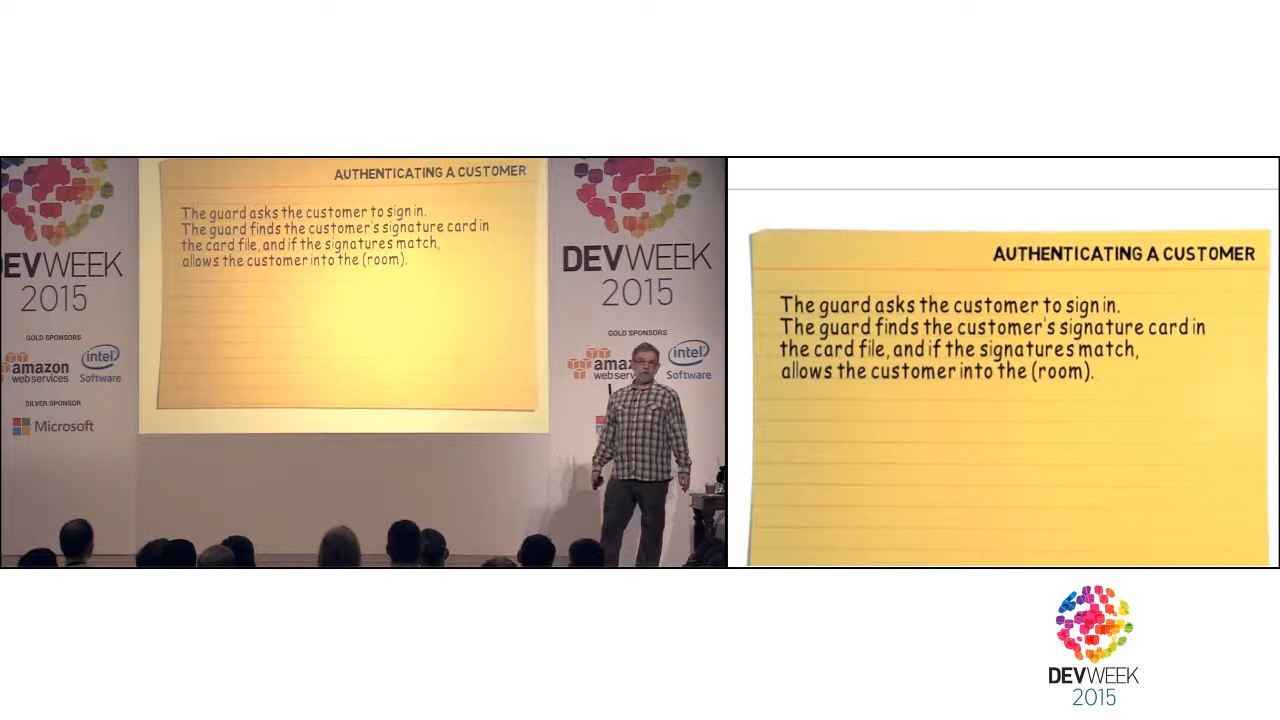 AUTHENTICATING A CUSTOMER
The guard asks the customer to sign in.
The guard finds the customer's signature card in
the card file, and if the signatures match,
allows the customer into the (room).
DEVWEEK
2015
GOLD SPONSORS
amazon
web services
intel
Software
SILVER SPONSOR
Microsoft
DEVWEEK
2015
GOLD SPONSORS
intel
Software
AUTHENTICATING A CUSTOMER
The guard asks the customer to sign in.
The guard finds the customer's signature card in
the card file, and if the signatures match,
allows the customer into the (room).
DEVWEEK
2015